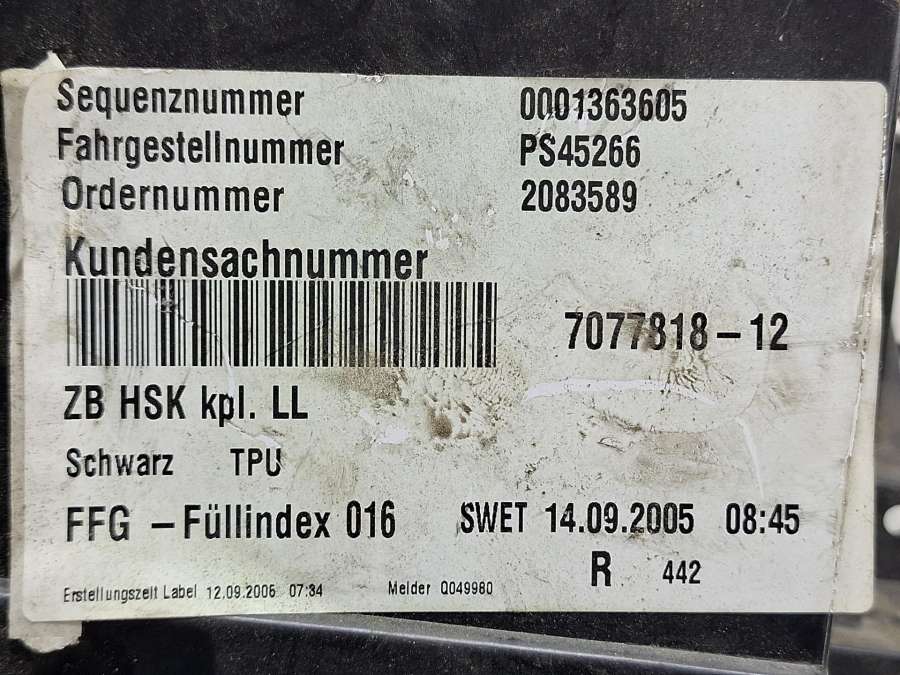 Sequenznummer 0001363605
Fahrgestellnummer PS45266
Ordernummer 2083589
Kundensachnummer
7077818-12
ZB HSK kpl. LL
Schwarz TPU
FFG - Füllindex 016 SWET 14.09.2005 08:45
R 442
Erstellungszeit Label 12.09.2005 07:34 Melder Q049980